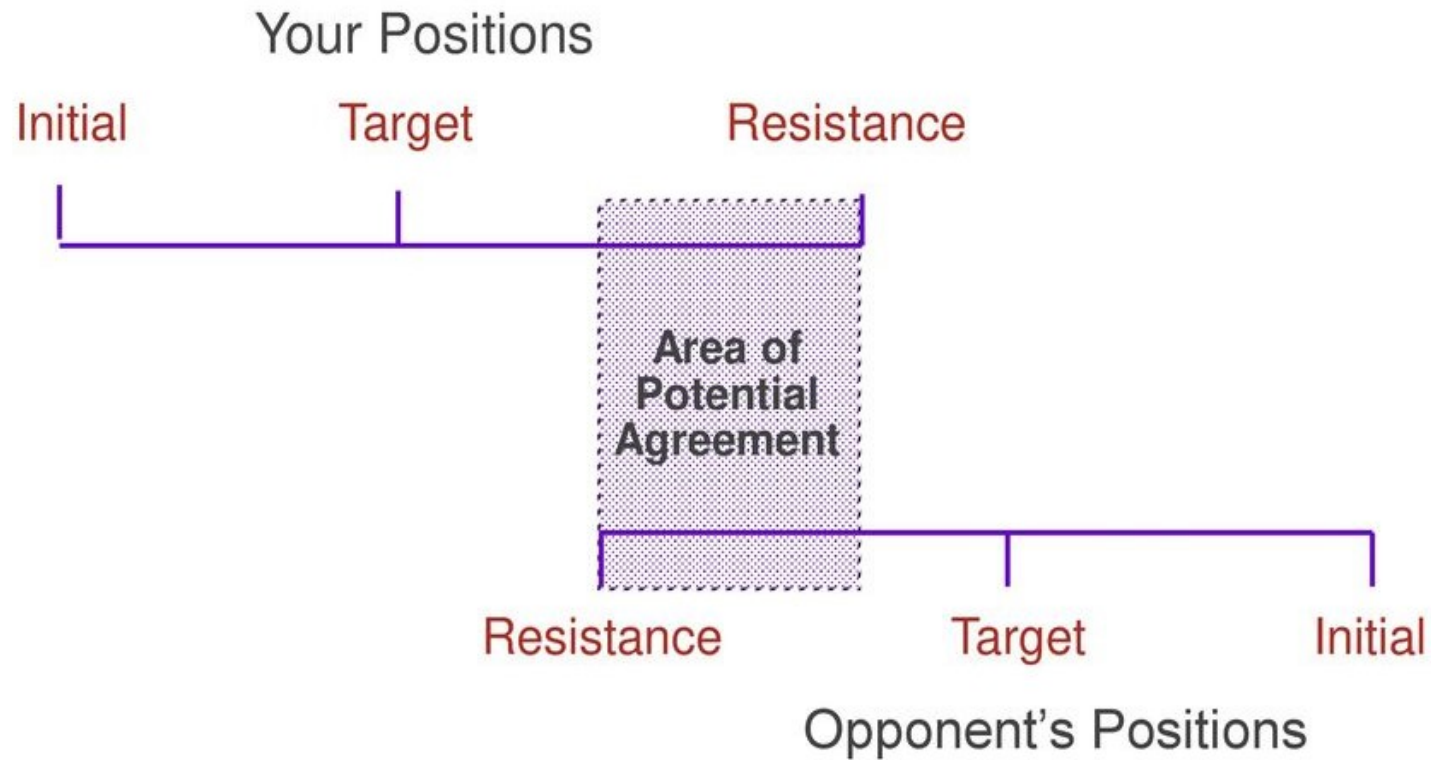 Your Positions
Initial Target Resistance
Area of
Potential
Agreement
Resistance Target Initial
Opponent’s Positions